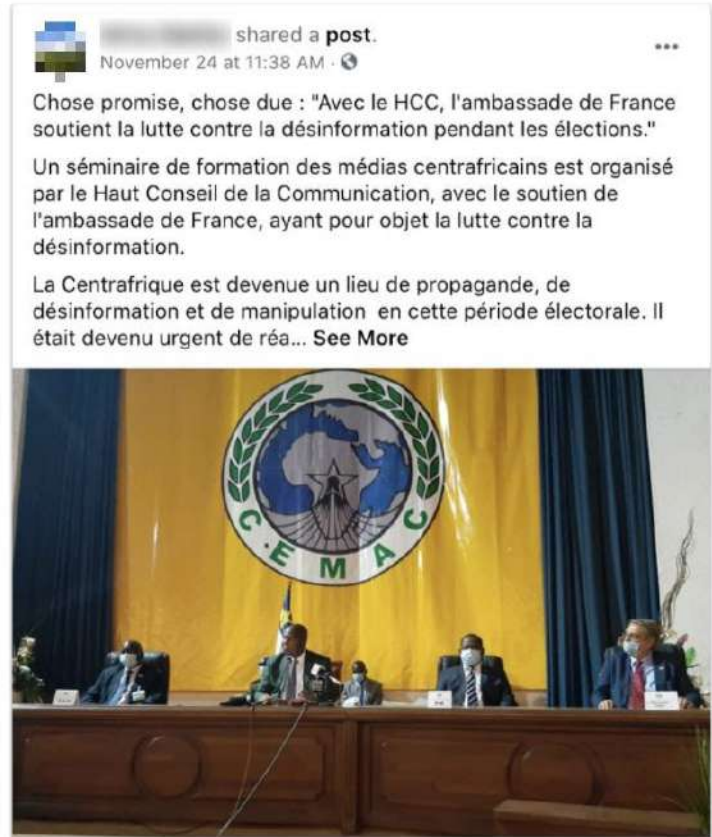 shared a post.
November 24 at 11:38 AM ·
Chose promise, chose due : "Avec le HCC, l'ambassade de France
soutient la lutte contre la désinformation pendant les élections."
Un séminaire de formation des médias centrafricains est organisé
par le Haut Conseil de la Communication, avec le soutien de
l'ambassade de France, ayant pour objet la lutte contre la
désinformation.
La Centrafrique est devenue un lieu de propagande, de
désinformation et de manipulation en cette période électorale. Il
était devenu urgent de réa... See More
C.E M A C